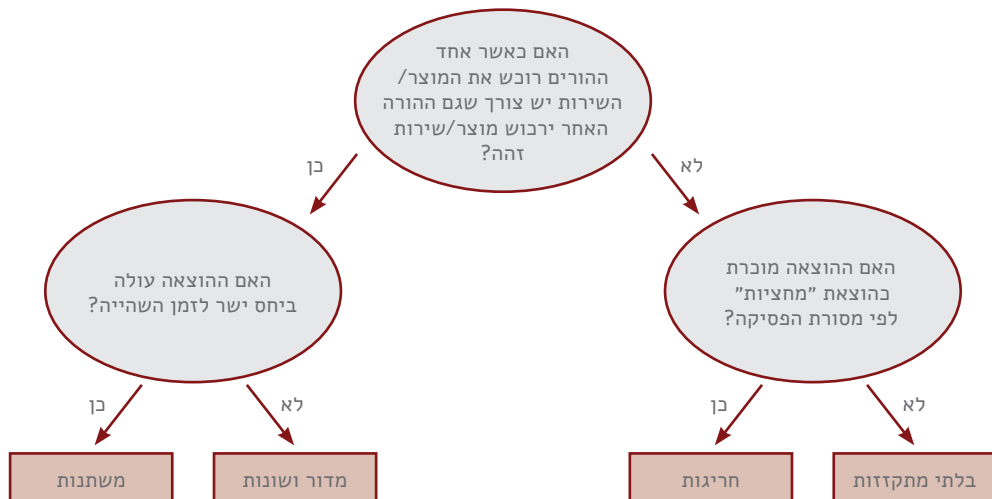 האם כאשר אחד
ההורים רוכש את המוצר/
השירות יש צורך שגם ההורה
האחר ירכוש מוצר/שירות
זהה?
כן
לא
האם ההוצאה עולה
ביחס ישר לזמן השהייה?
האם ההוצאה מוכרת
כהוצאת ״מחציות״
לפי מסורת הפסיקה?
כן
לא
כן
לא
משתנות
מדור ושונות
חריגות
בלתי מתקזזות